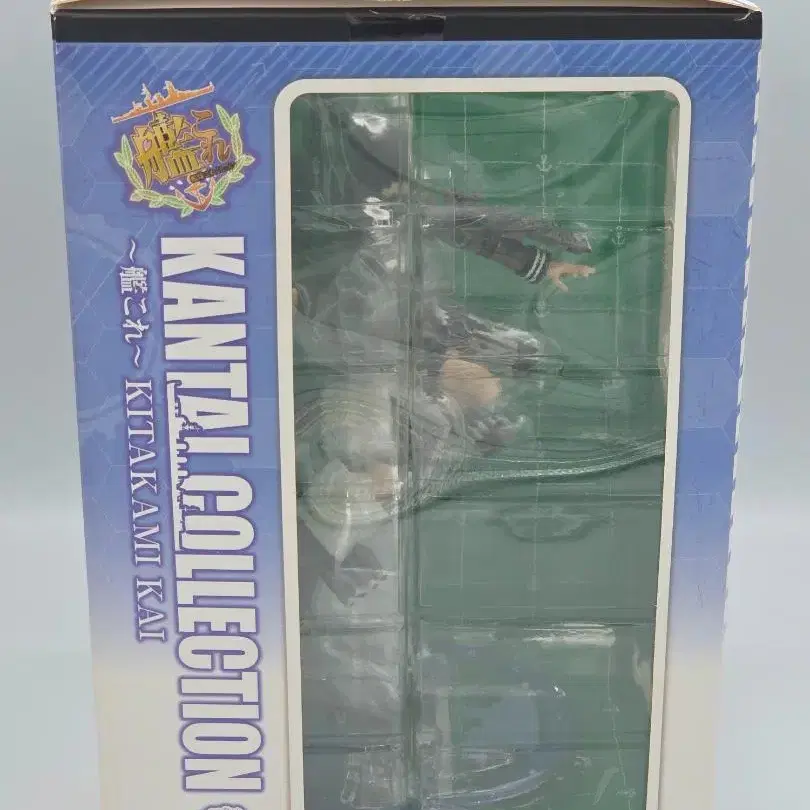 艦これ
KANTAI COLLECTION
~艦これ~ KITAKAMI KAI